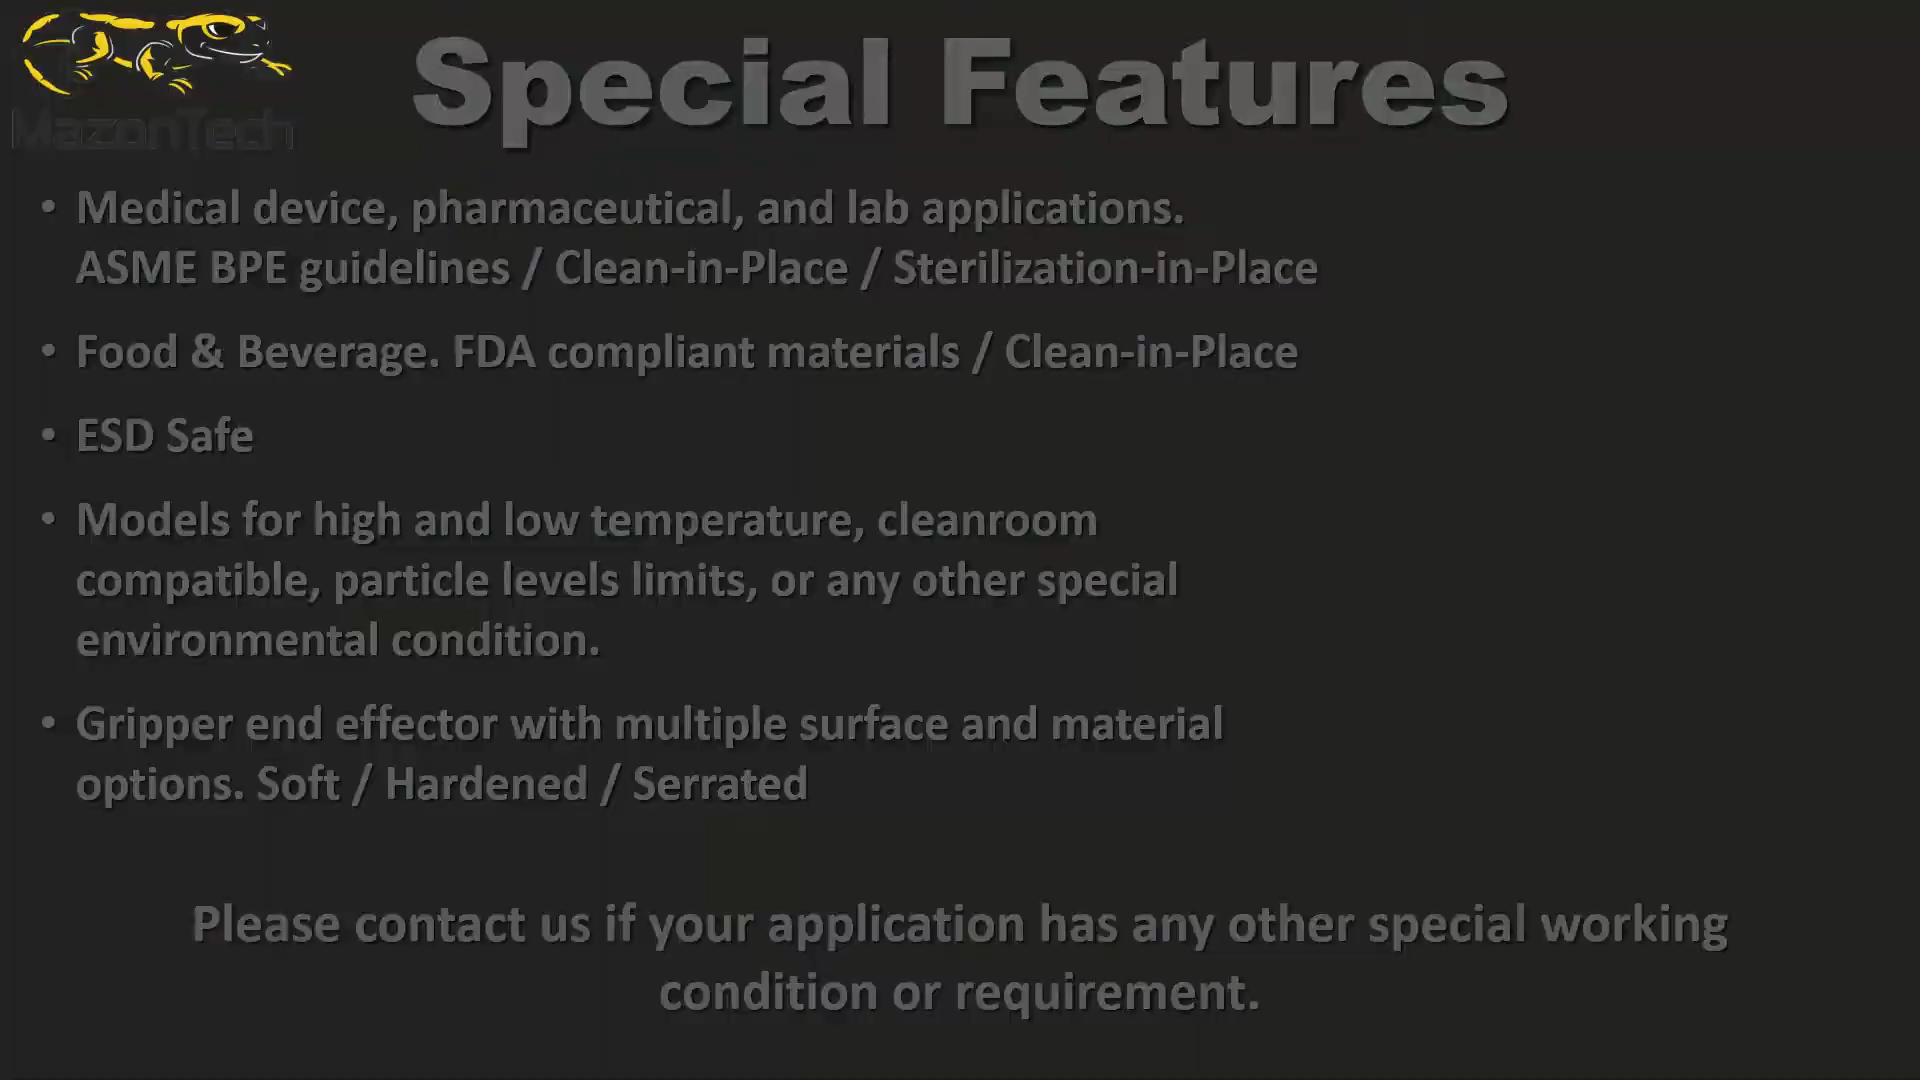 MazonTech
Special Features
• Medical device, pharmaceutical, and lab applications.
ASME BPE guidelines / Clean-in-Place / Sterilization-in-Place
• Food & Beverage. FDA compliant materials / Clean-in-Place
• ESD Safe
• Models for high and low temperature, cleanroom
compatible, particle levels limits, or any other special
environmental condition.
• Gripper end effector with multiple surface and material
options. Soft / Hardened / Serrated
Please contact us if your application has any other special working
condition or requirement.